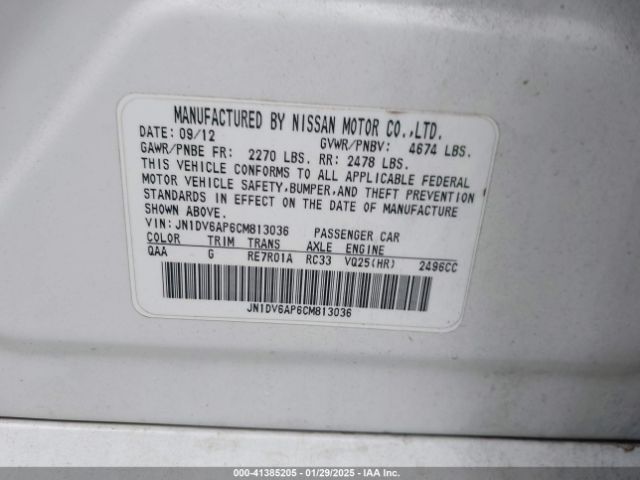 MANUFACTURED BY NISSAN MOTOR CO.,LTD.
DATE: 09/12 GVWR/PNBV: 4674 LBS.
GAWR/PNBE FR: 2270 LBS. RR: 2478 LBS.
THIS VEHICLE CONFORMS TO ALL APPLICABLE FEDERAL
MOTOR VEHICLE SAFETY,BUMPER,AND THEFT PREVENTION
STANDARDS IN EFFECT ON THE DATE OF MANUFACTURE
SHOWN ABOVE.
VIN: JN1DV6AP6CM813036 PASSENGER CAR
COLOR TRIM TRANS AXLE ENGINE
QAA G RE7R01A RC33 VQ25(HR) 2496CC
JN1DV6AP6CM813036
000-41385205 - 01/29/2025 - IAA Inc.